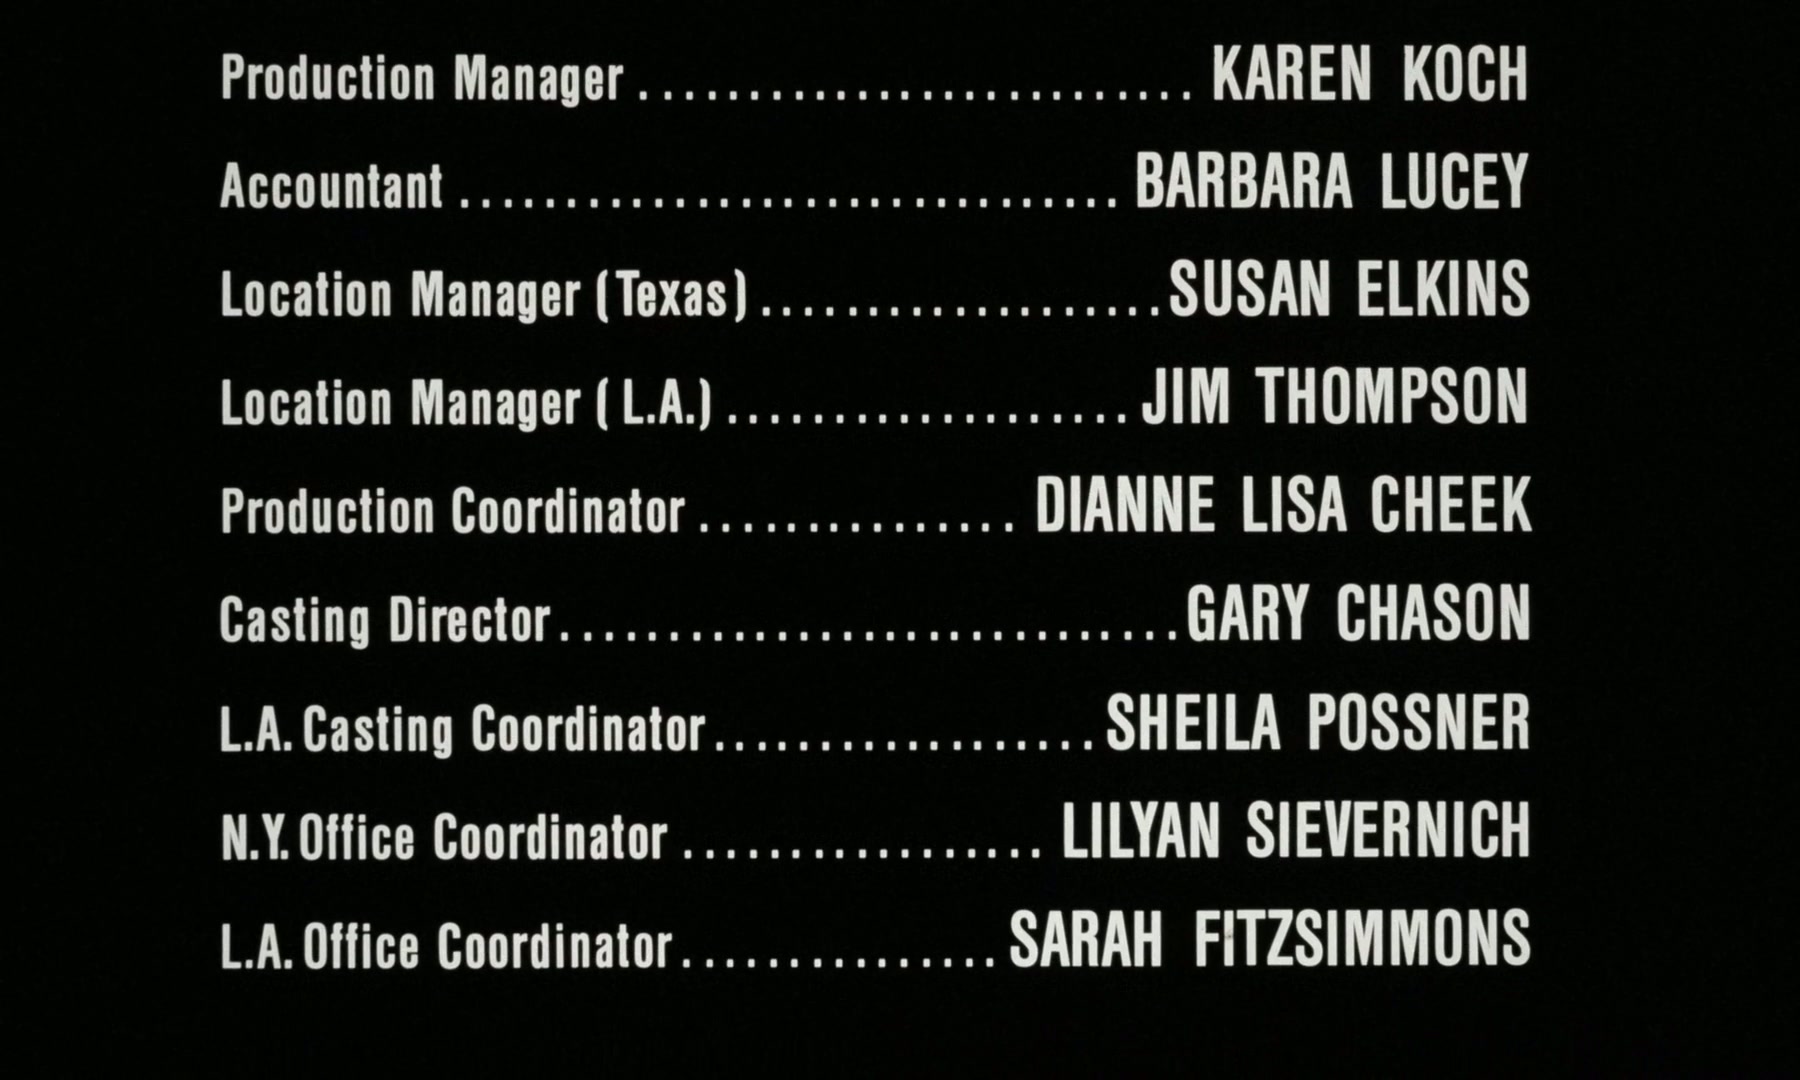 Production Manager .......................... KAREN KOCH
Accountant ............................... BARBARA LUCEY
Location Manager (Texas) ................... SUSAN ELKINS
Location Manager (L.A.) ................... JIM THOMPSON
Production Coordinator ............... DIANNE LISA CHEEK
Casting Director ............................. GARY CHASON
L.A. Casting Coordinator .................. SHEILA POSSNER
N.Y. Office Coordinator ................. LILYAN SIEVERNICH
L.A. Office Coordinator ............... SARAH FITZSIMMONS